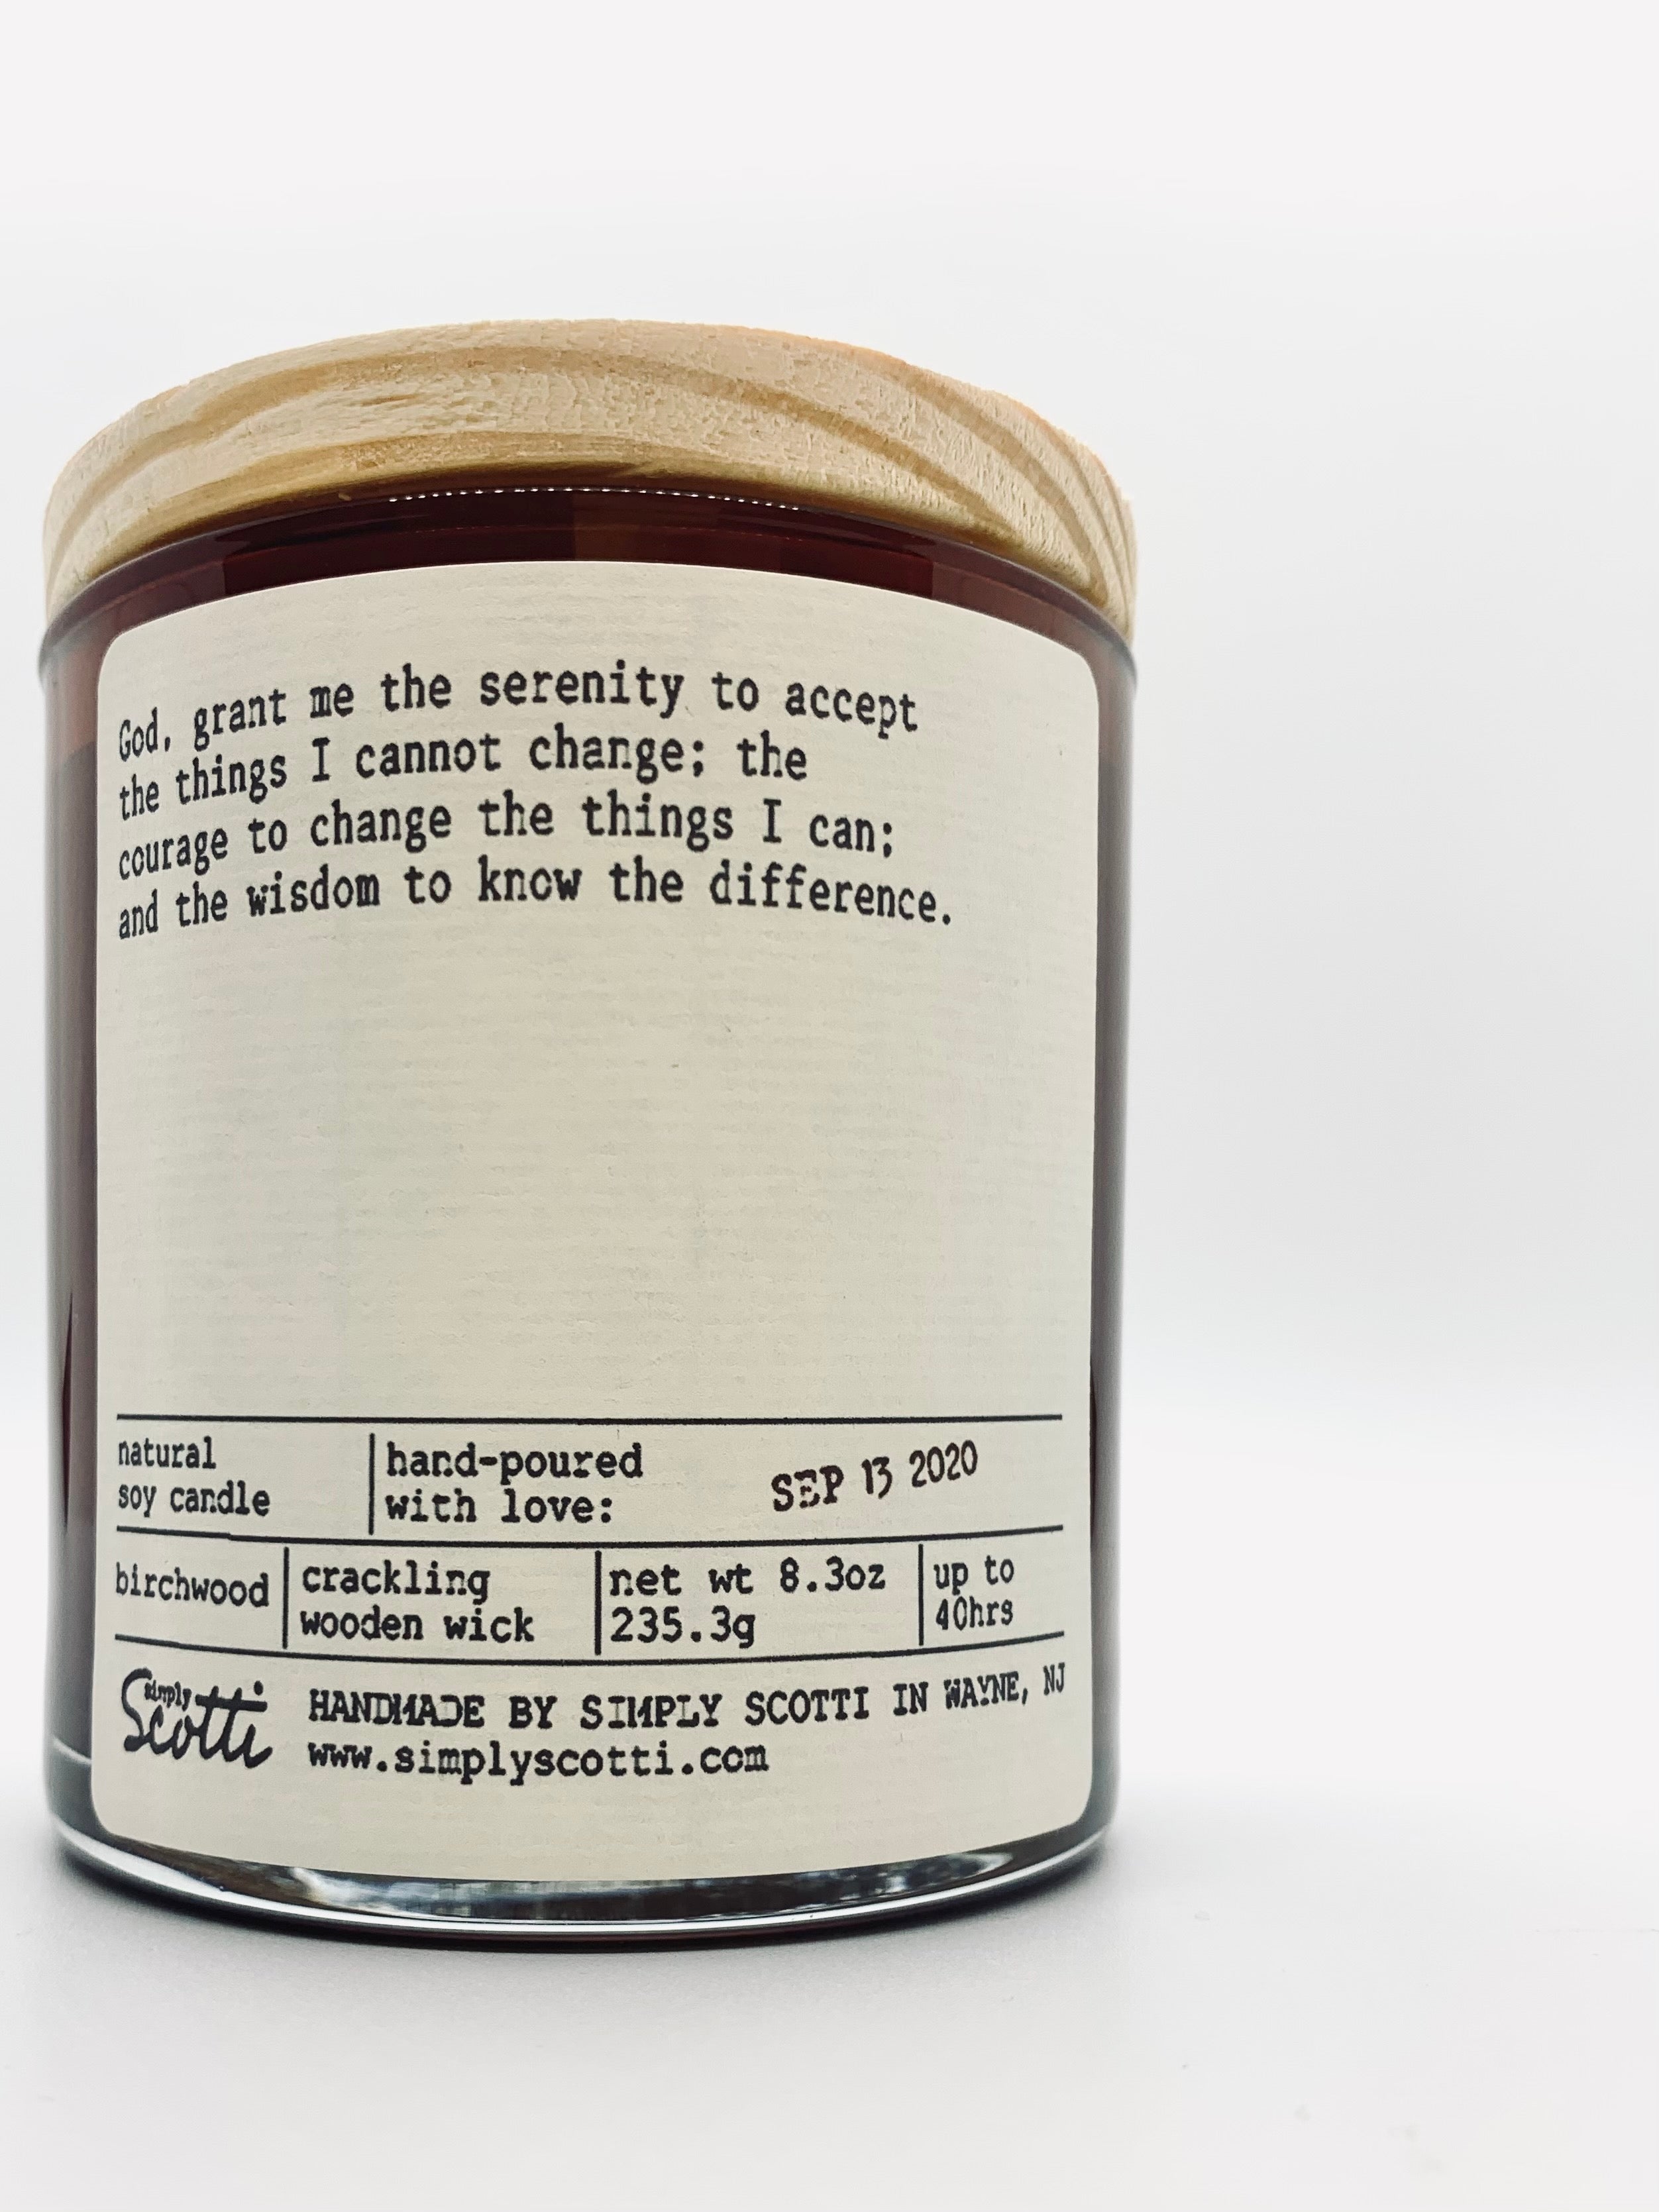 God, grant me the serenity to accept
the things I cannot change; the
courage to change the things I can;
and the wisdom to know the difference.
natural
soy candle
hand-poured
with love:
SEP 13 2020
birchwood
crackling
wooden wick
net wt 8.3oz
235.3g
up to
40hrs
simply
Scotti
HANDMADE BY SIMPLY SCOTTI IN WAYNE, NJ
www.simplyscotti.com